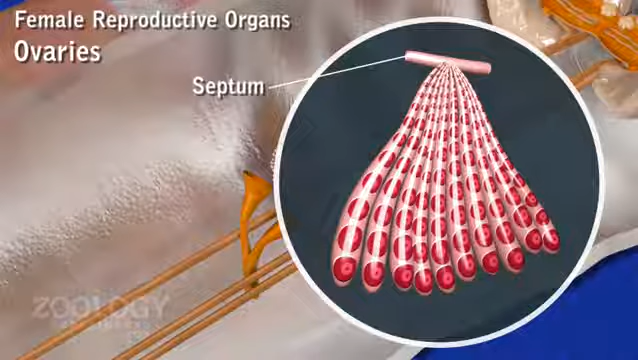 Female Reproductive Organs
Ovaries
Septum
ZOOLOGY